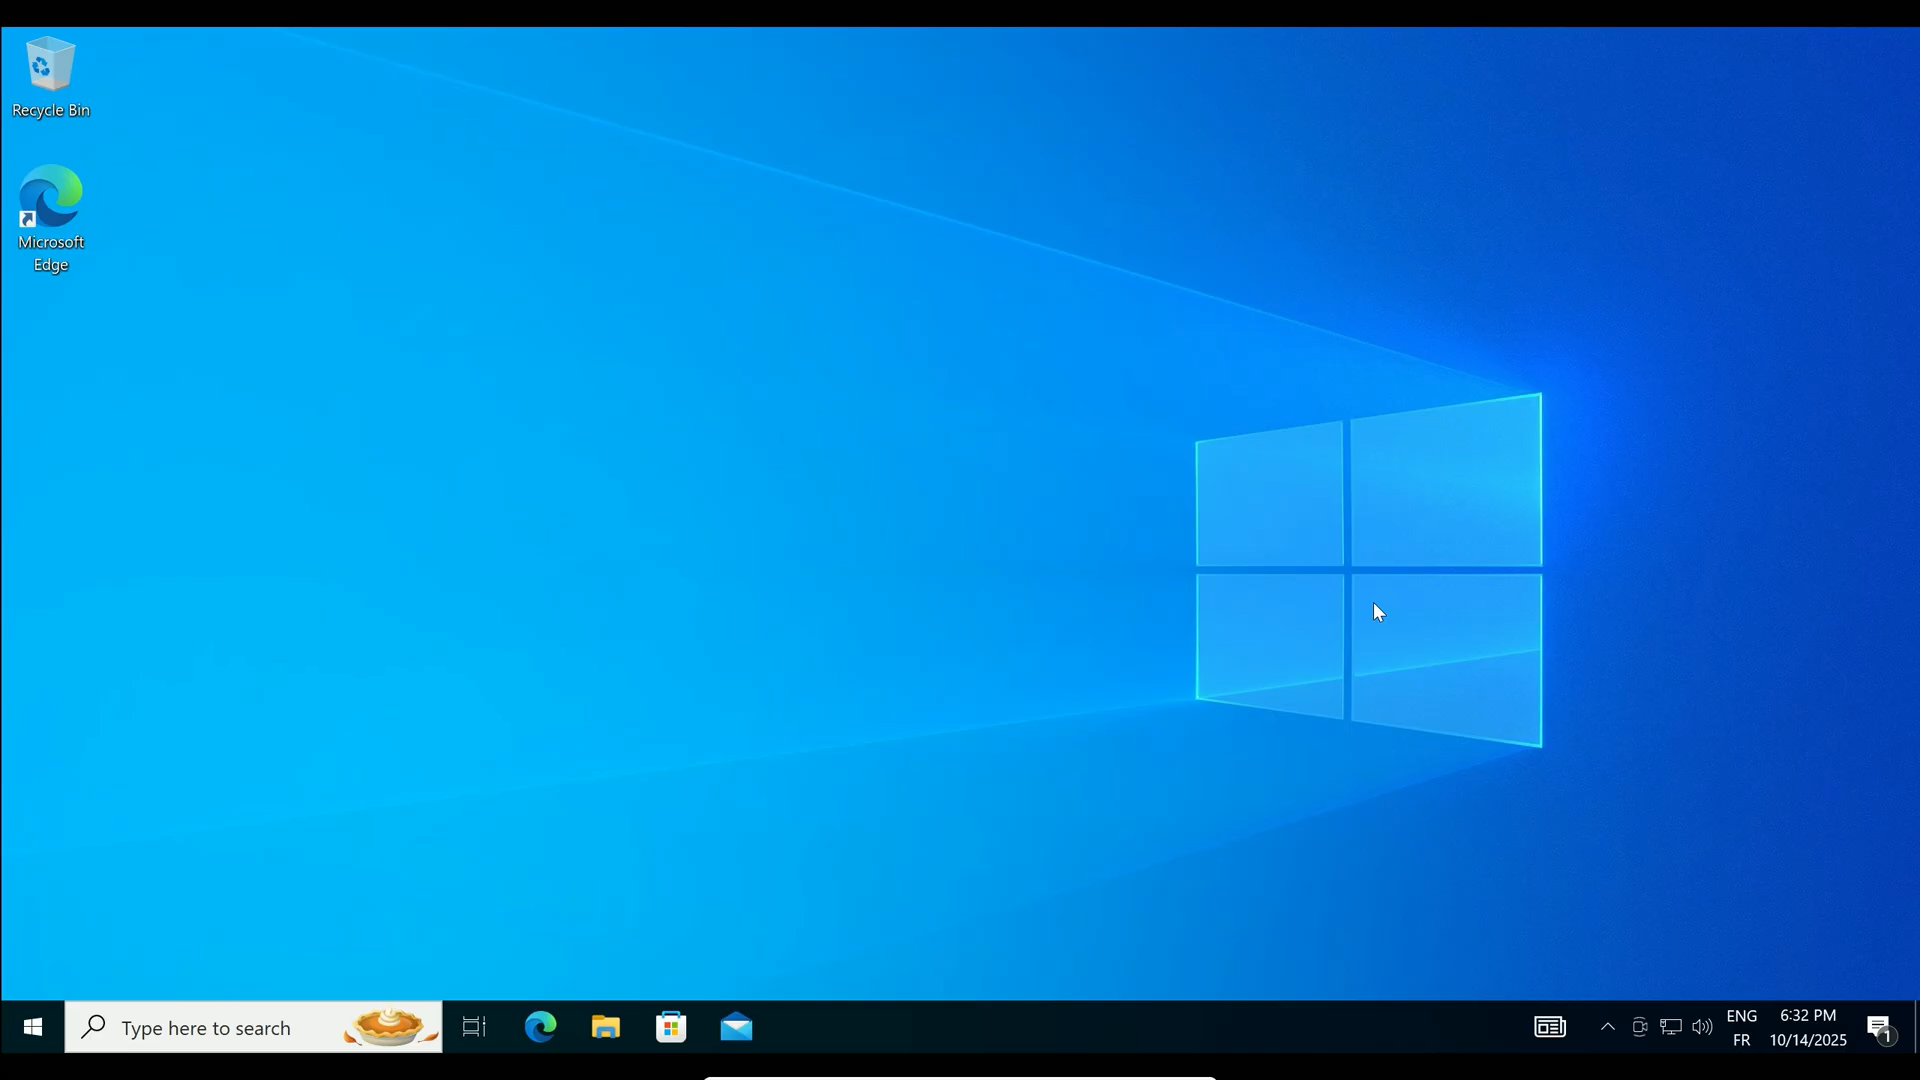 Recycle Bin
Microsoft
Edge
Type here to search
ENG
FR
6:32 PM
10/14/2025
1